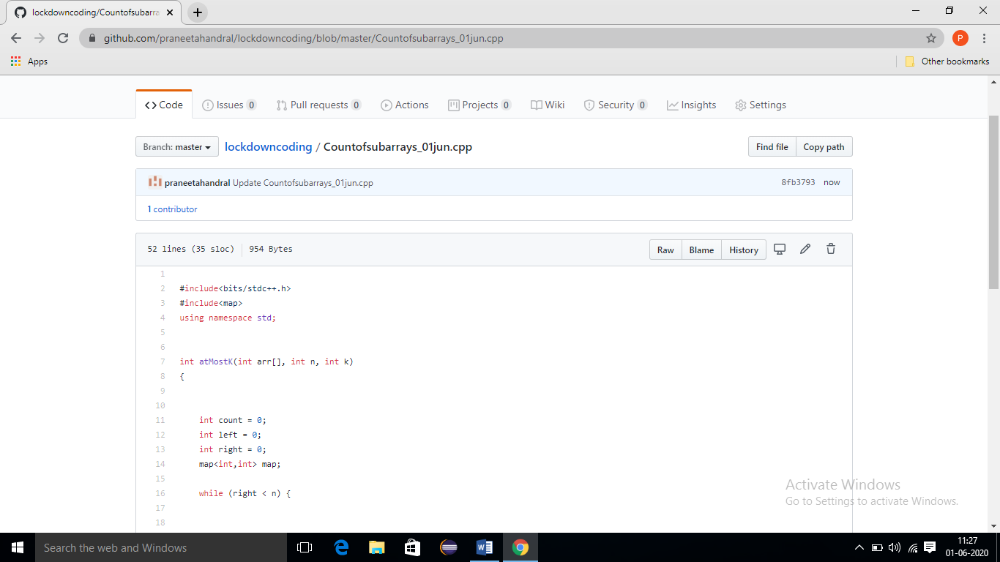 lockdowncoding/Countofsubarra
github.com/praneetahandral/lockdowncoding/blob/master/Countofsubarrays_01jun.cpp
P
Apps
Other bookmarks
<> Code
Issues 0
Pull requests 0
Actions
Projects 0
Wiki
Security 0
Insights
Settings
Branch: master
lockdowncoding / Countofsubarrays_01jun.cpp
Find file
Copy path
praneetahandral Update Countofsubarrays_01jun.cpp
8fb3793 now
1 contributor
52 lines (35 sloc) 954 Bytes
Raw
Blame
History
1
2 #include<bits/stdc++.h>
3 #include<map>
4 using namespace std;
5
6
7 int atMostK(int arr[], int n, int k)
8 {
9
10
11 int count = 0;
12 int left = 0;
13 int right = 0;
14 map<int,int> map;
15
16 while (right < n) {
17
18
Activate Windows
Go to Settings to activate Windows.
Search the web and Windows
11:27
01-06-2020